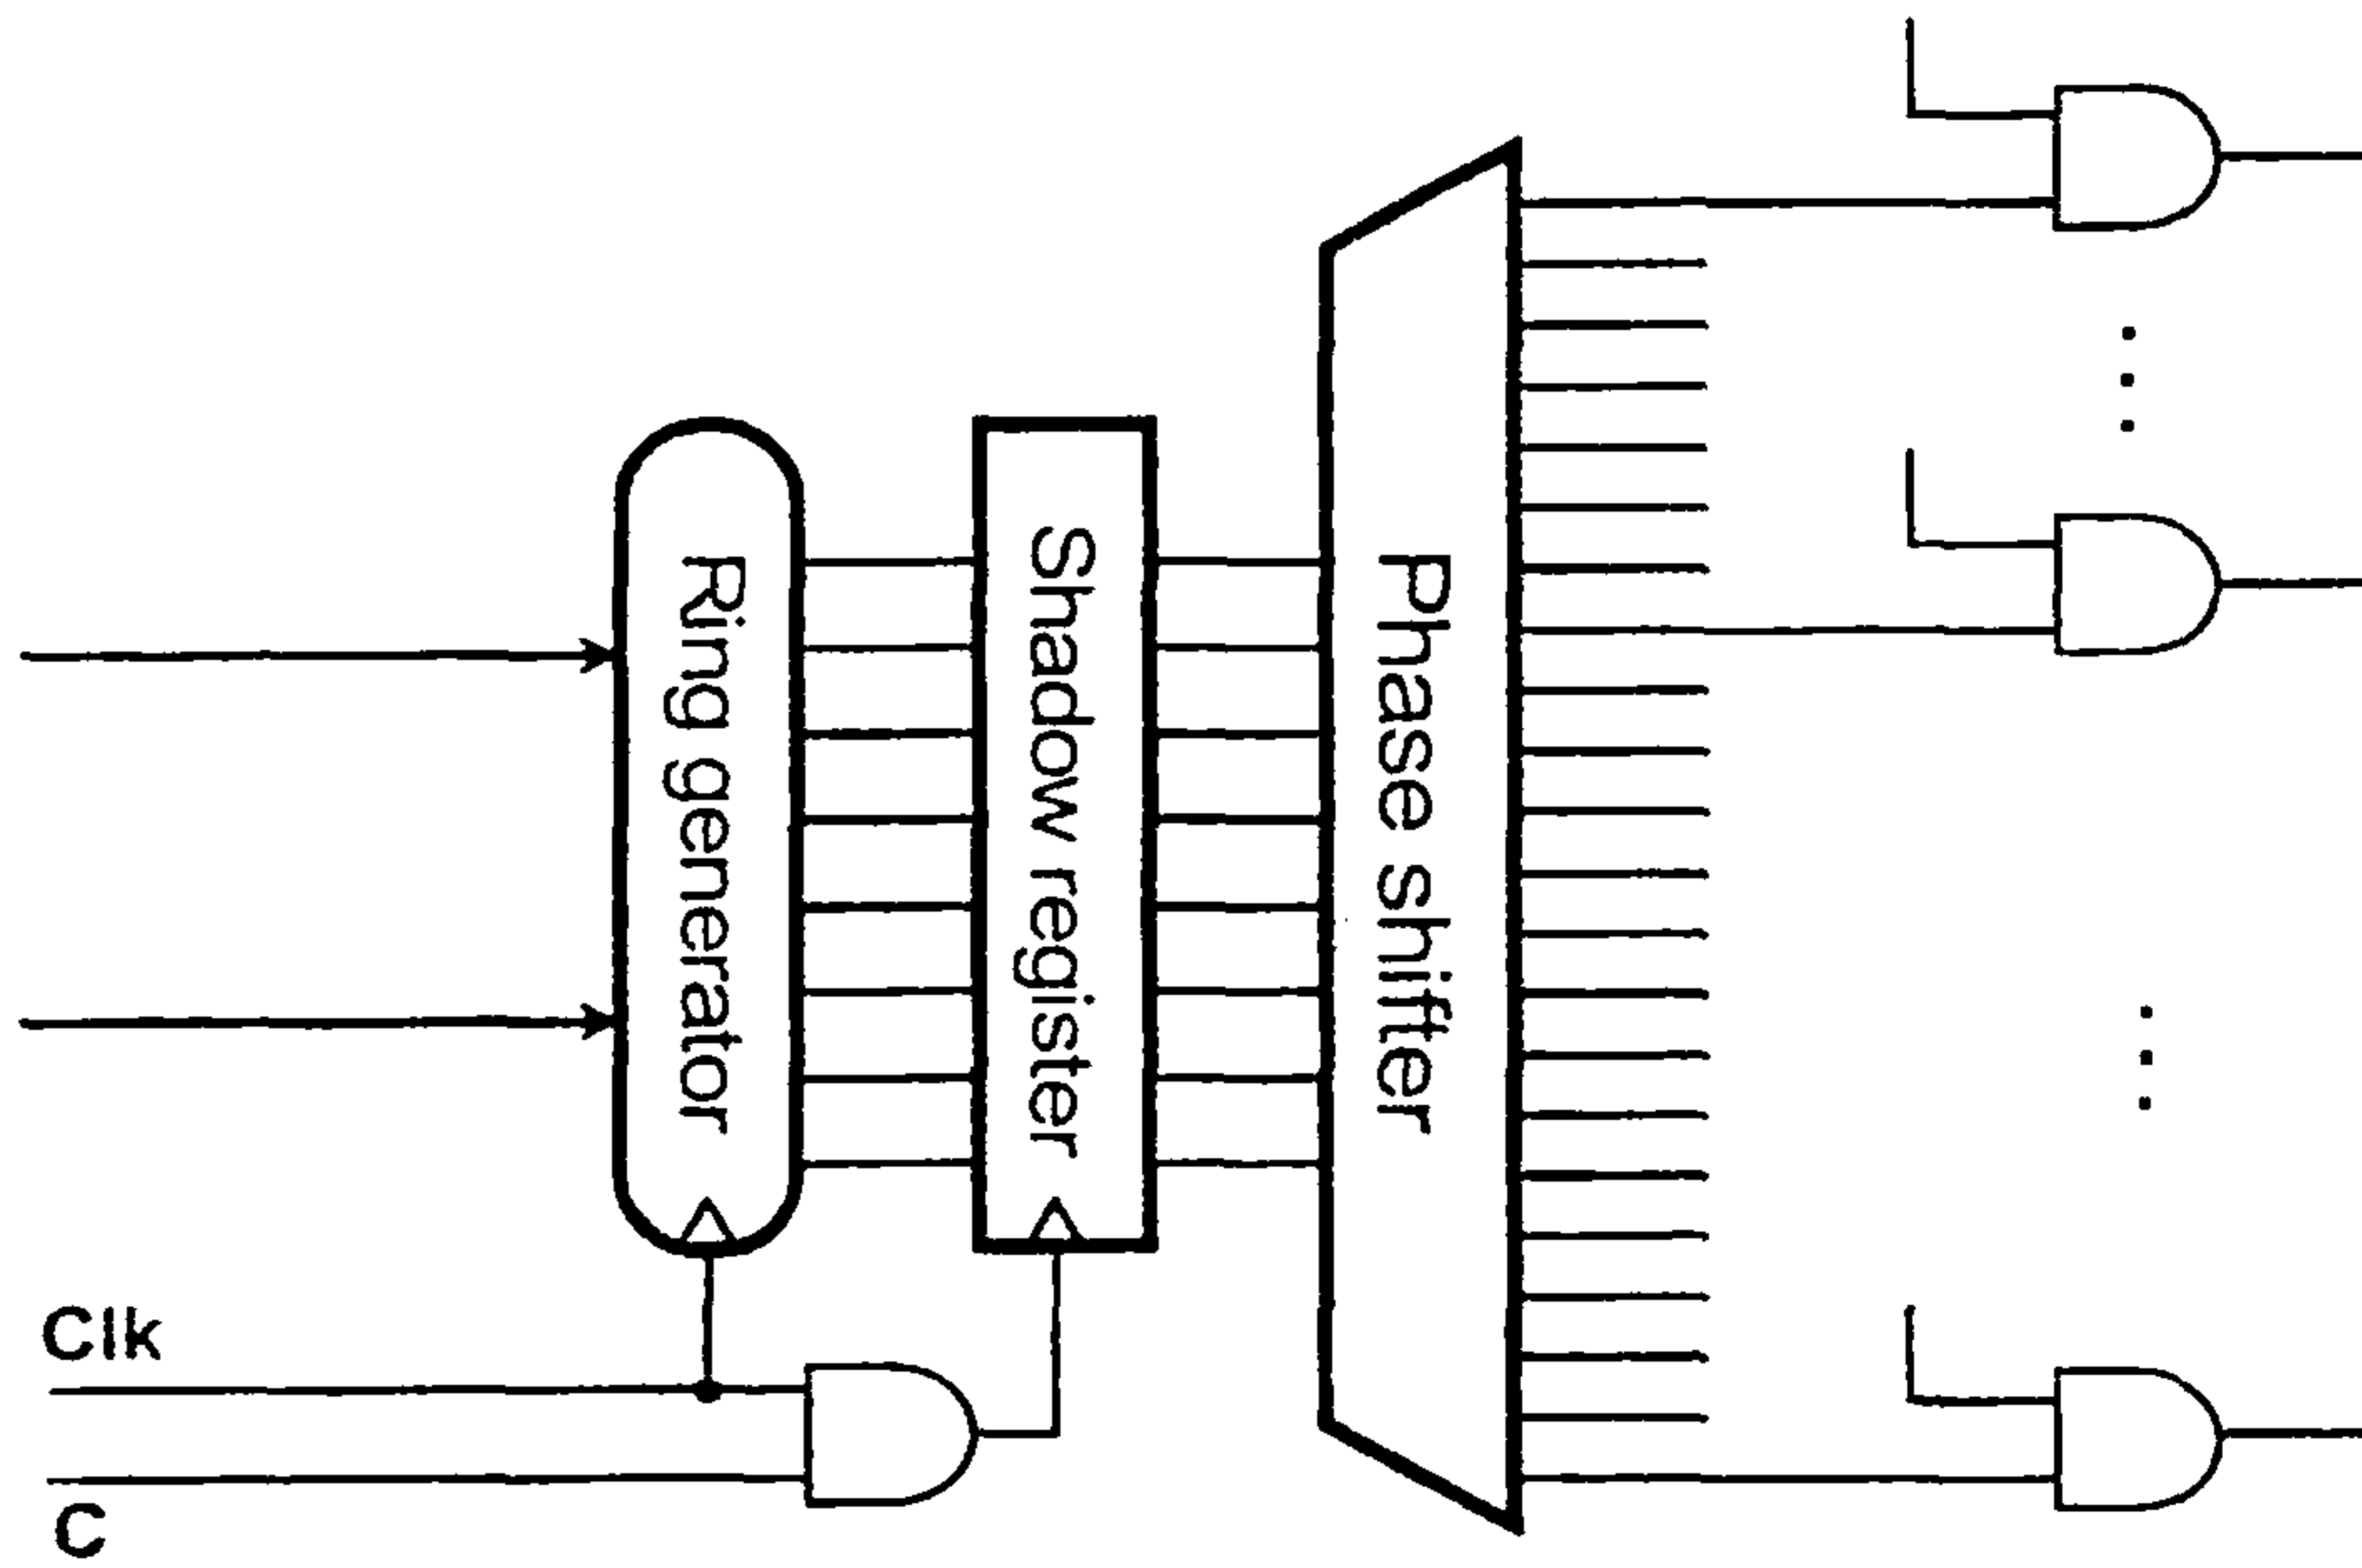 Ring generator
Shadow register
Phase shifter
Clk
C